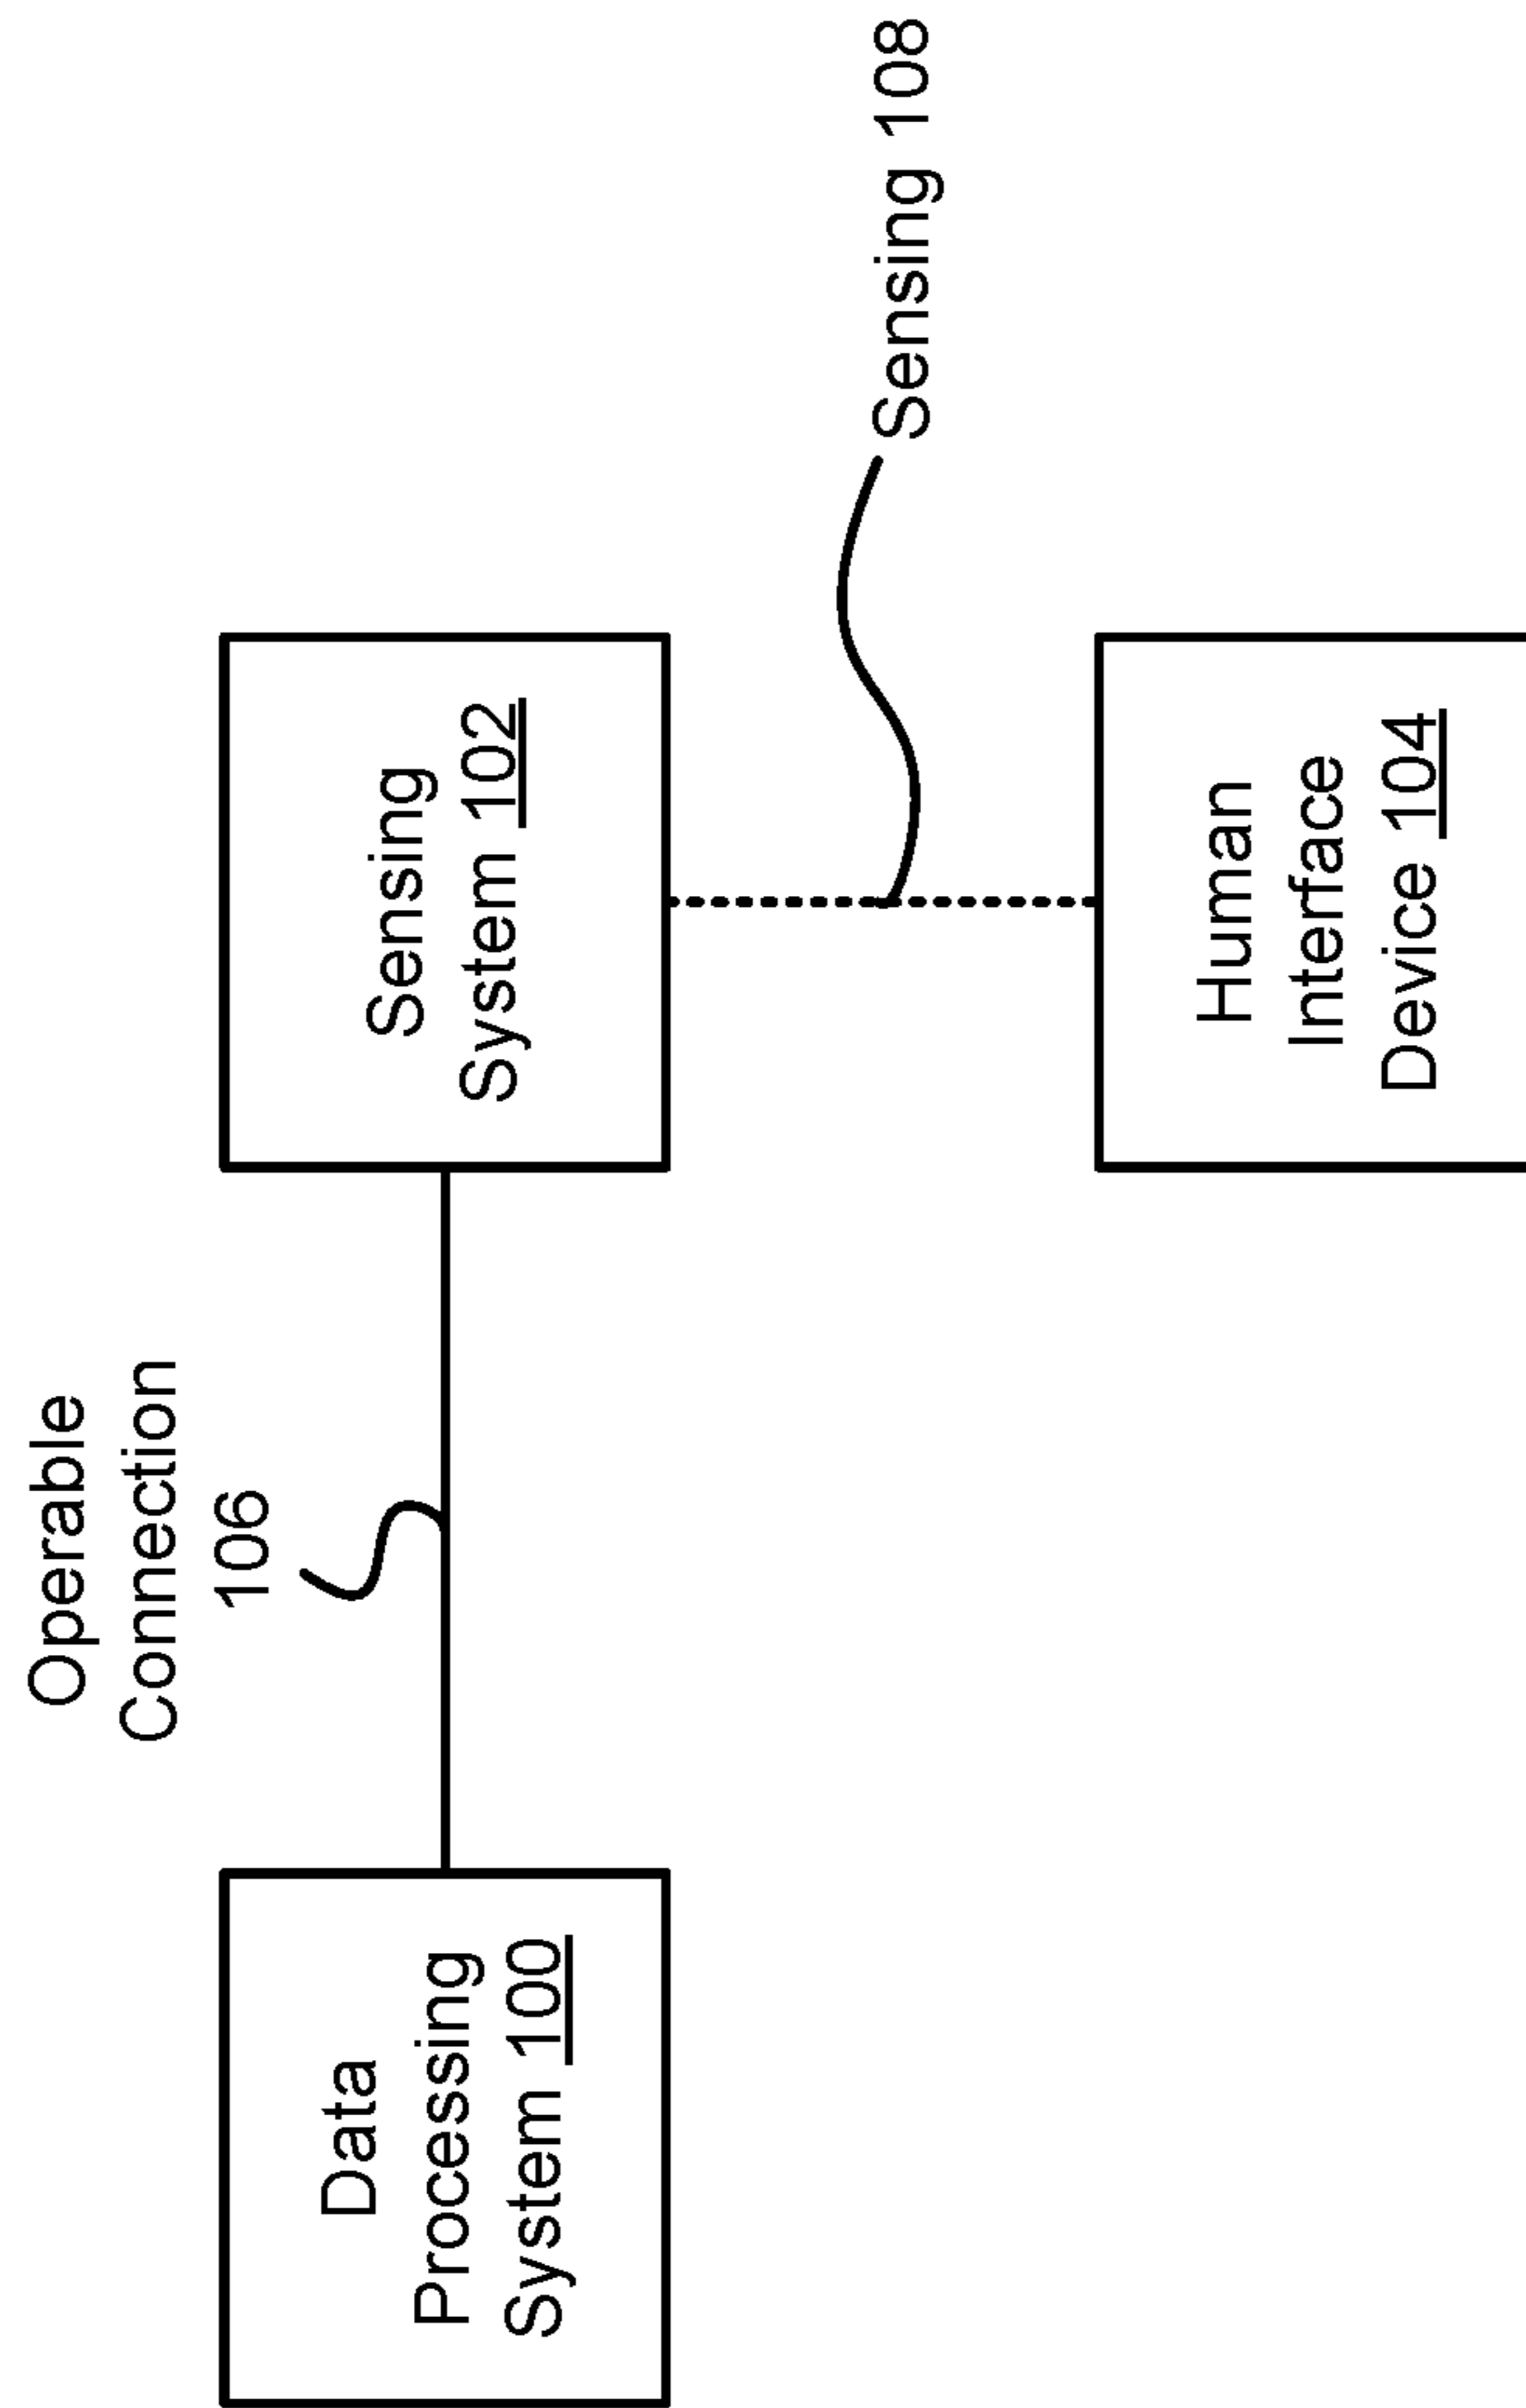 Operable
Connection
106
Data
Processing
System 100
Sensing
System 102
Sensing 108
Human
Interface
Device 104